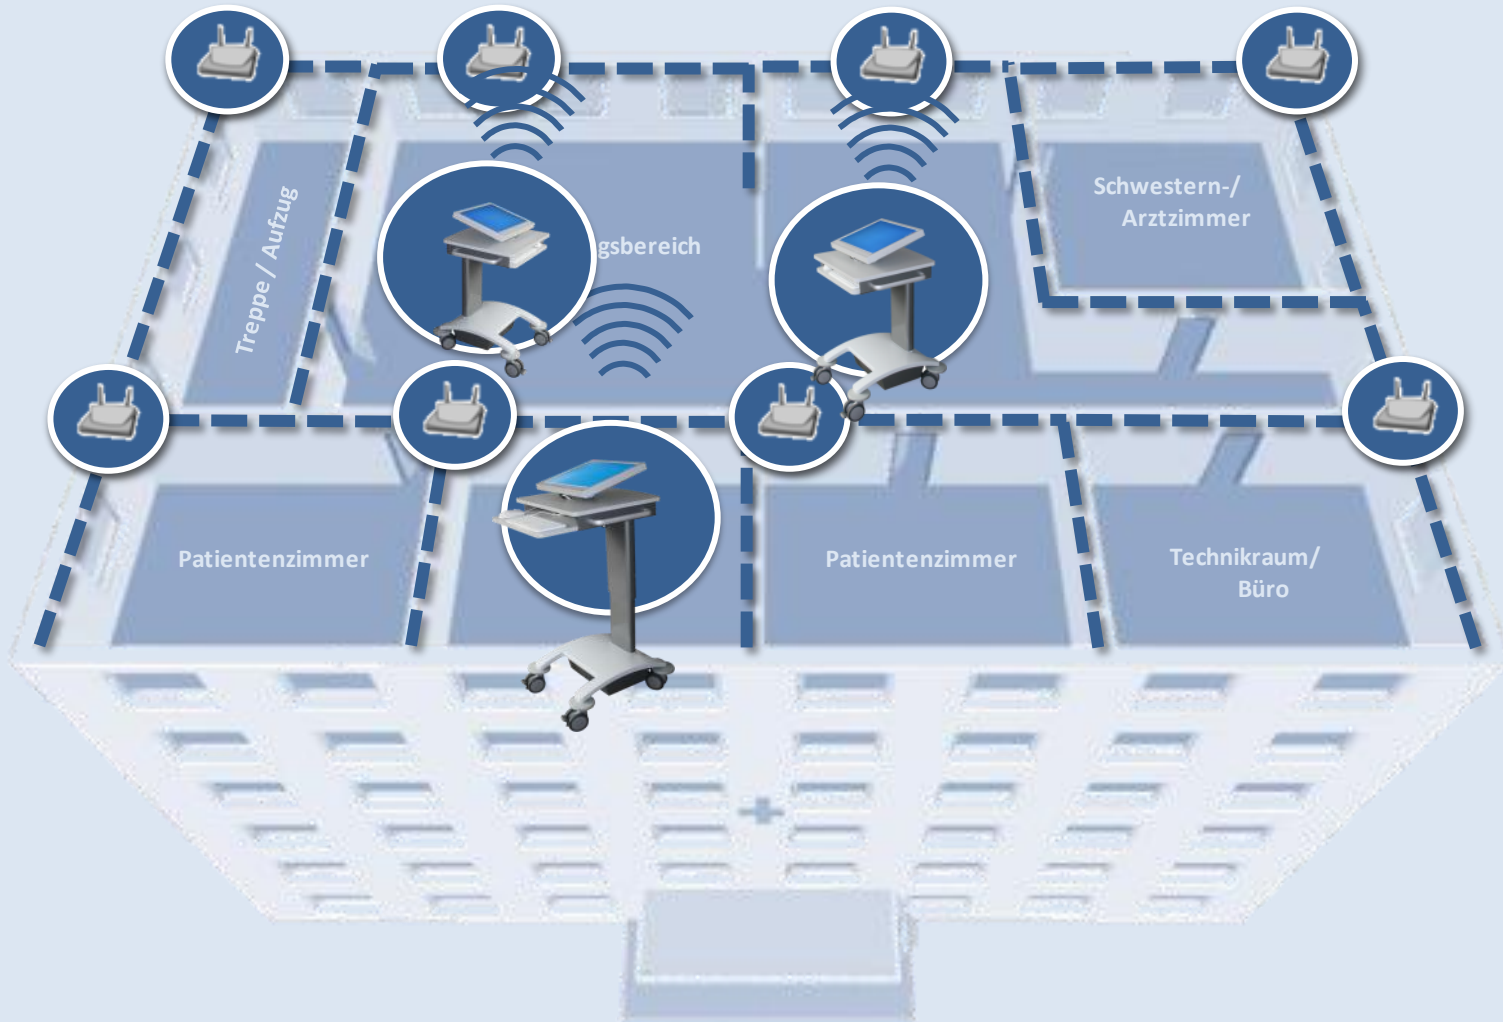 Treppe / Aufzug
gsbereich
Schwestern-/
Arztzimmer
Patientenzimmer
Patientenzimmer
Technikraum/
Büro